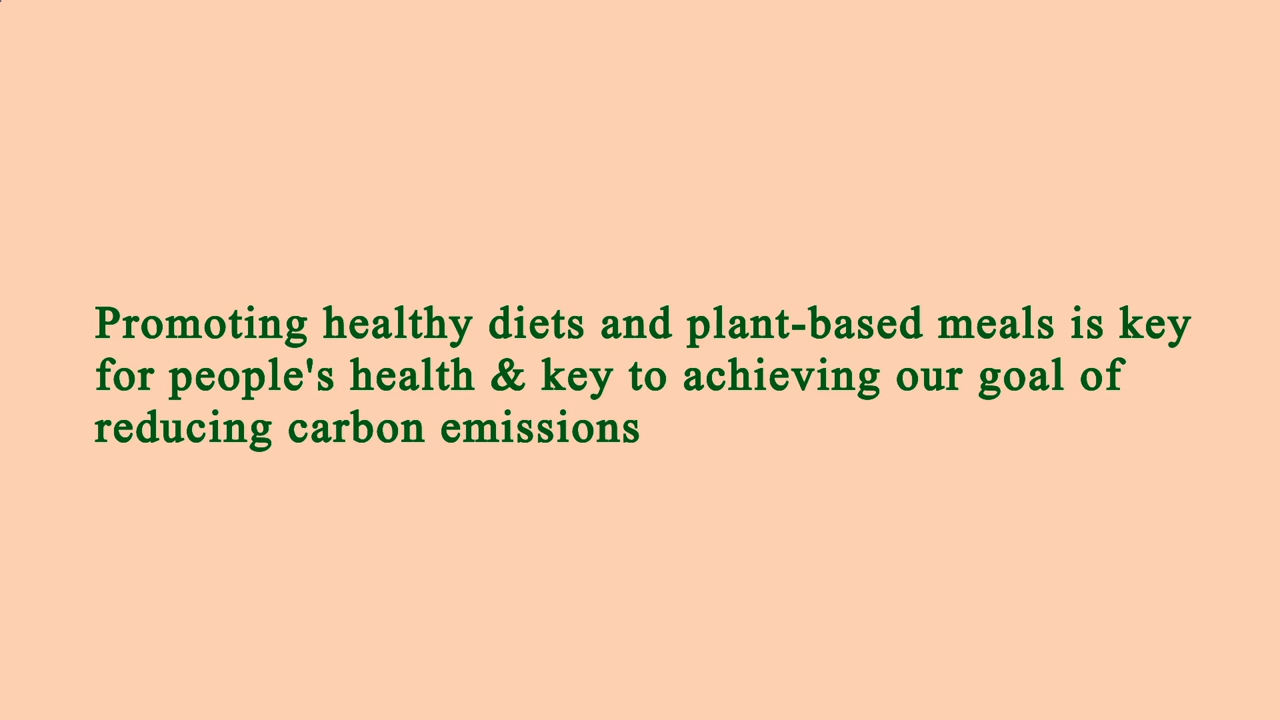 Promoting healthy diets and plant-based meals is key
for people's health & key to achieving our goal of
reducing carbon emissions